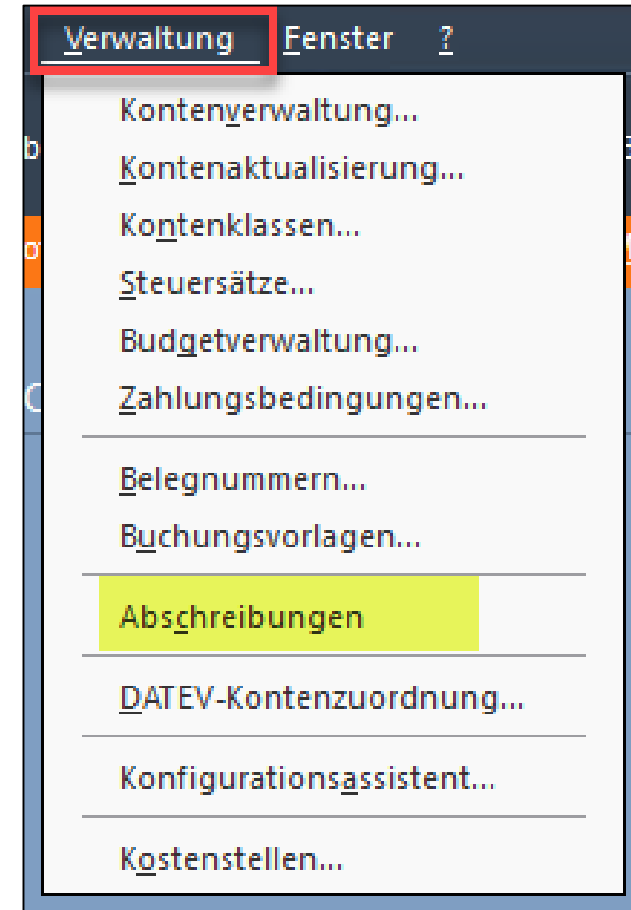 Verwaltung Fenster ?
Kontenverwaltung...
Kontenaktualisierung...
Kontenklassen...
Steuersätze...
Budgetverwaltung...
Zahlungsbedingungen...
Belegnummern...
Buchungsvorlagen...
Abschreibungen
DATEV-Kontenzuordnung...
Konfigurationsassistent...
Kostenstellen...